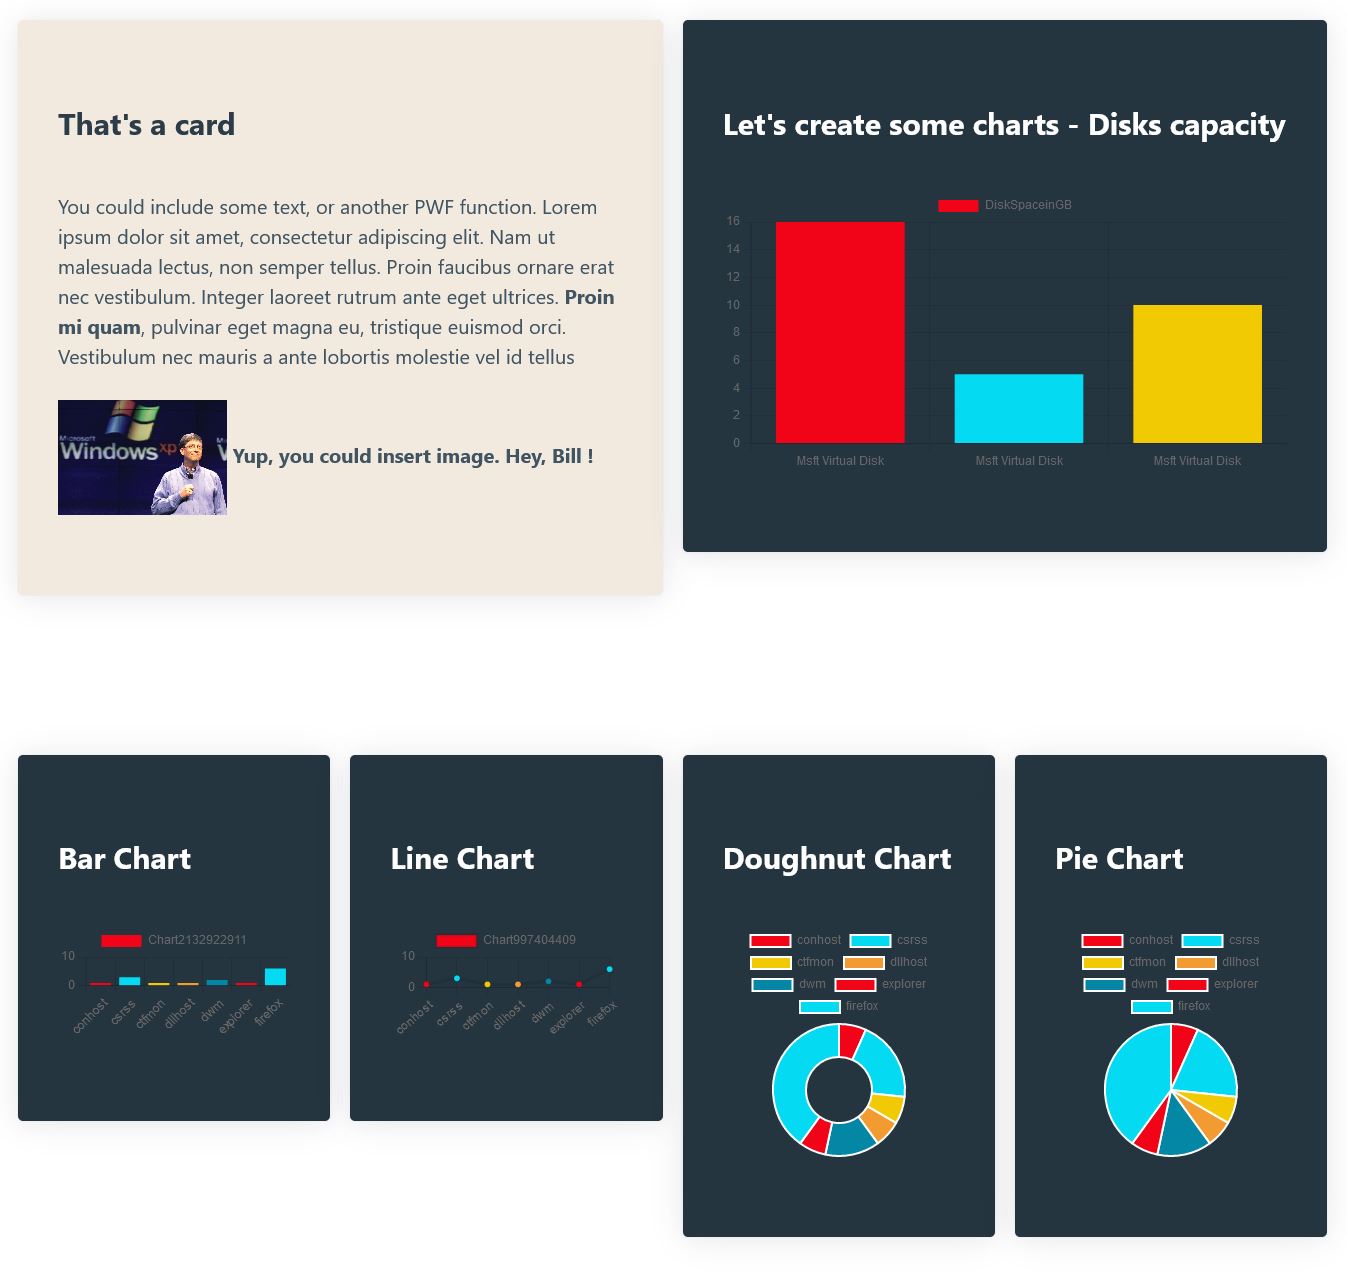 That's a card
You could include some text, or another PWF function. Lorem
ipsum dolor sit amet, consectetur adipiscing elit. Nam ut
malesuada lectus, non semper tellus. Proin faucibus ornare erat
nec vestibulum. Integer laoreet rutrum ante eget ultrices. Proin
mi quam, pulvinar eget magna eu, tristique euismod orci.
Vestibulum nec mauris a ante lobortis molestie vel id tellus
Microsoft
Windows xp
Yup, you could insert image. Hey, Bill !
Let's create some charts - Disks capacity
DiskSpaceinGB
16
14
12
10
8
6
4
2
0
Msft Virtual Disk Msft Virtual Disk Msft Virtual Disk
Bar Chart
Chart2132922911
10
0
conhost csrss ctfmon dllhost dwm explorer firefox
Line Chart
Chart997404409
10
0
conhost csrss ctfmon dllhost dwm explorer firefox
Doughnut Chart
conhost csrss
ctfmon dllhost
dwm explorer
firefox
Pie Chart
conhost csrss
ctfmon dllhost
dwm explorer
firefox